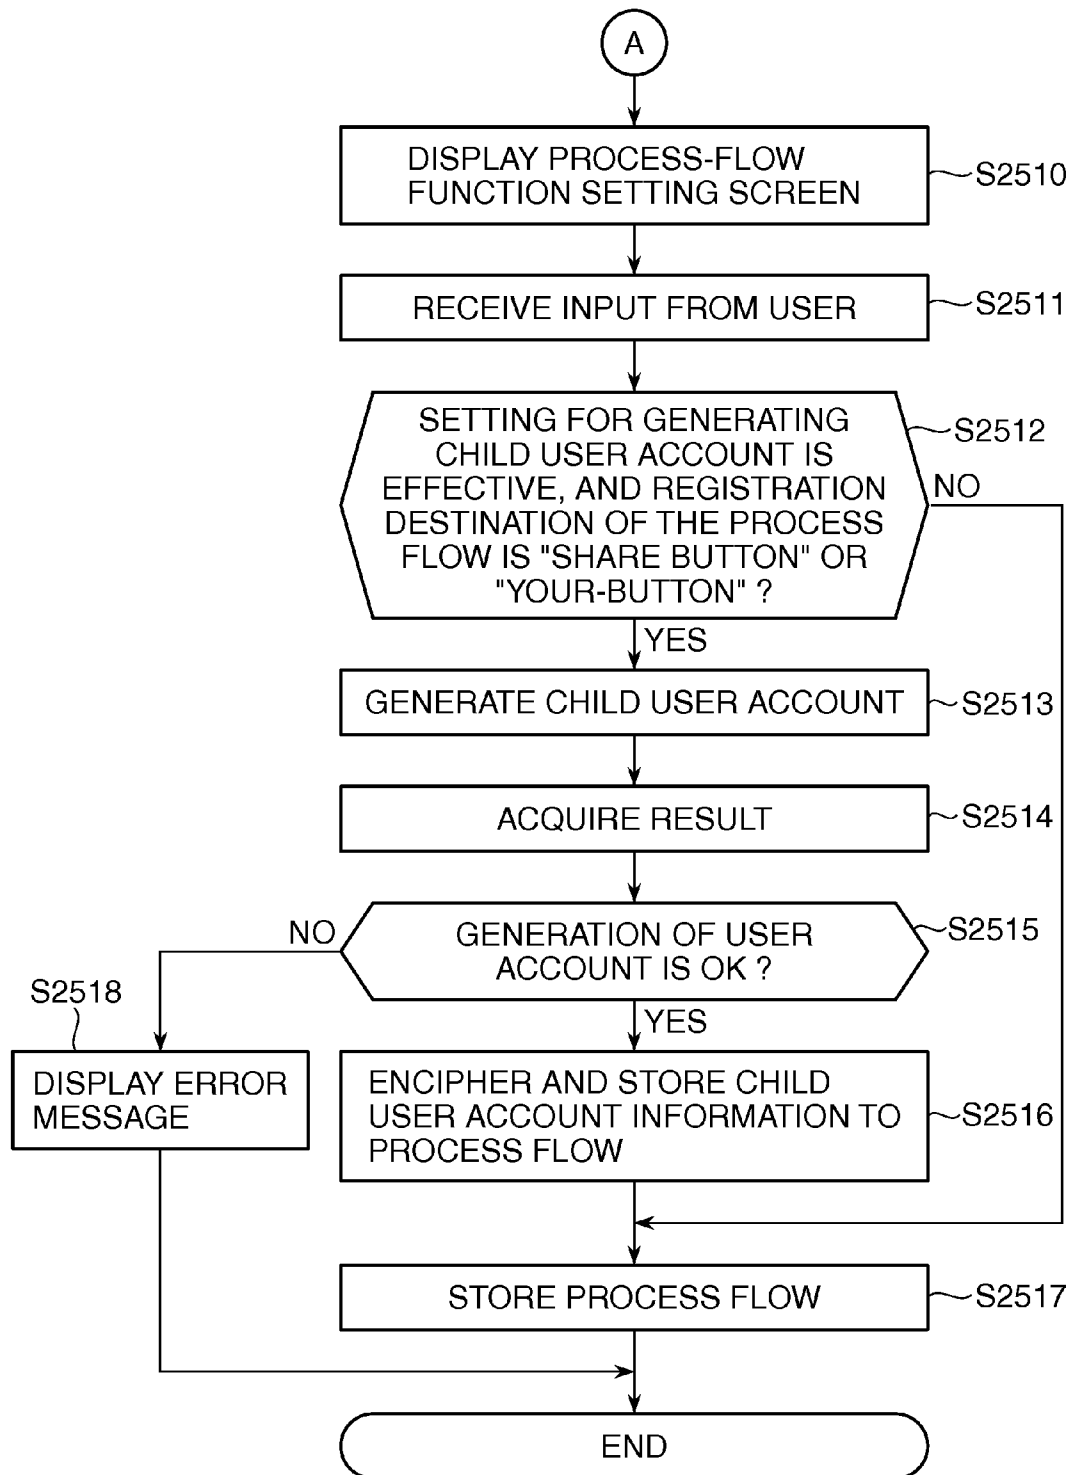 A
DISPLAY PROCESS-FLOW
FUNCTION SETTING SCREEN
S2510
RECEIVE INPUT FROM USER
S2511
SETTING FOR GENERATING
CHILD USER ACCOUNT IS
EFFECTIVE, AND REGISTRATION
DESTINATION OF THE PROCESS
FLOW IS "SHARE BUTTON" OR
"YOUR-BUTTON" ?
S2512
NO
YES
GENERATE CHILD USER ACCOUNT
S2513
ACQUIRE RESULT
S2514
GENERATION OF USER
ACCOUNT IS OK ?
S2515
NO
YES
S2518
DISPLAY ERROR
MESSAGE
ENCIPHER AND STORE CHILD
USER ACCOUNT INFORMATION TO
PROCESS FLOW
S2516
STORE PROCESS FLOW
S2517
END